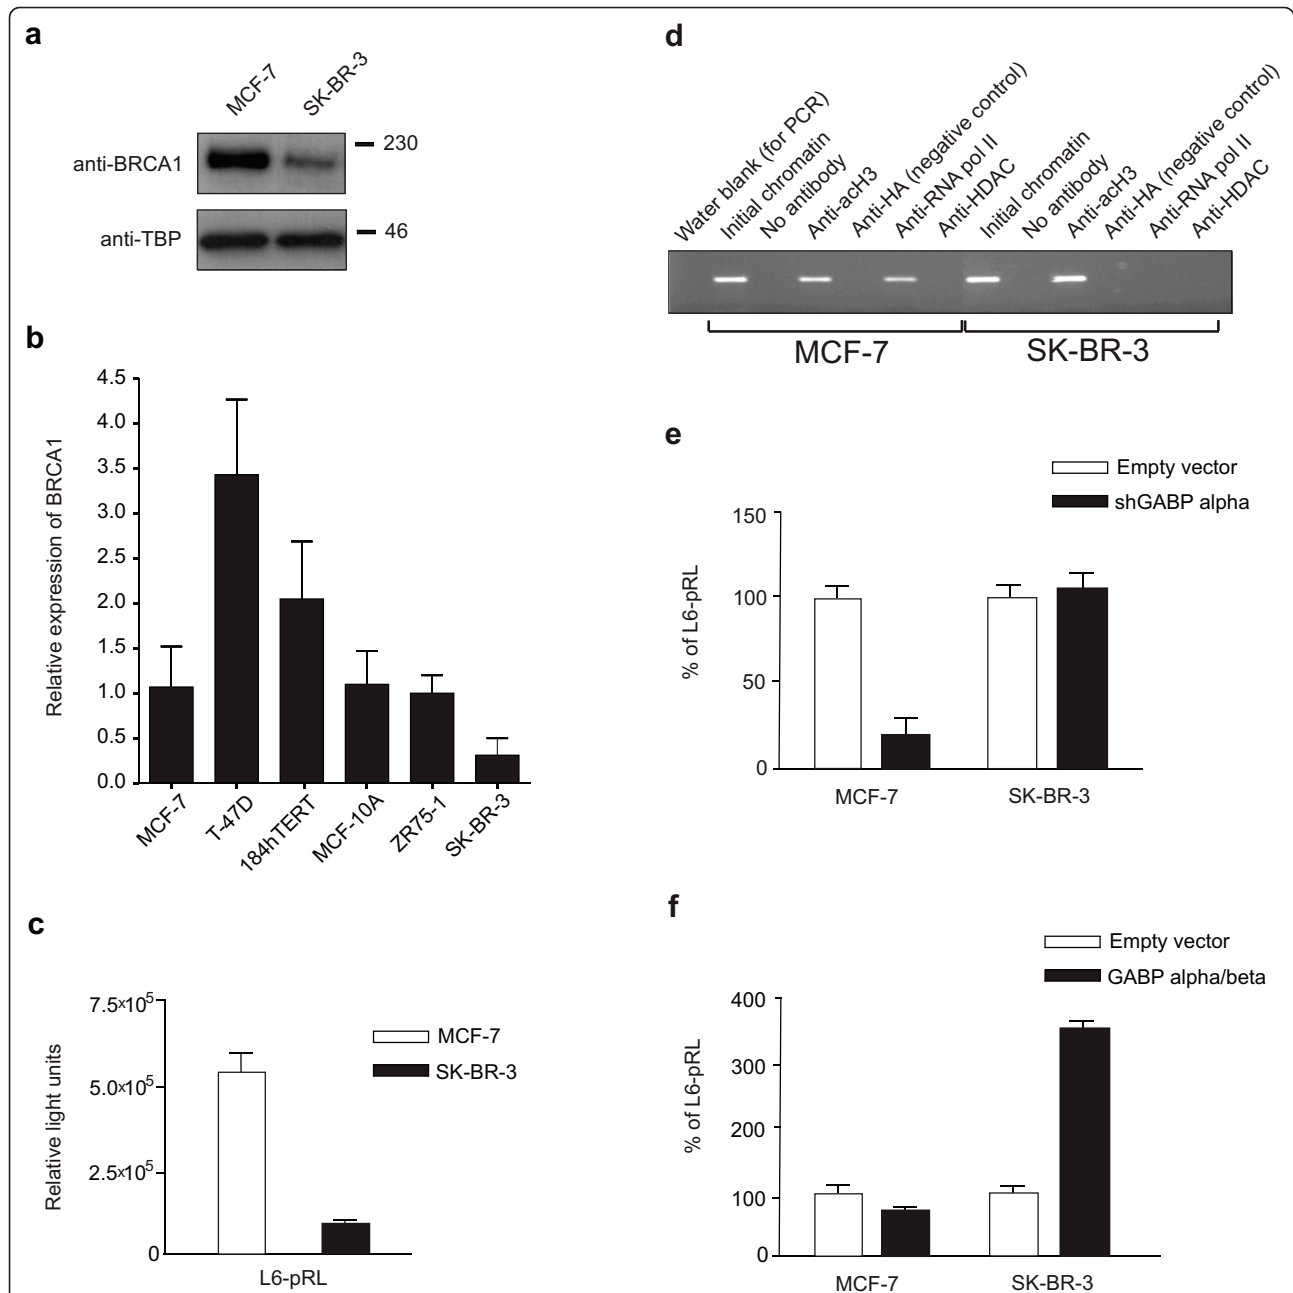 a
MCF-7
SK-BR-3
anti-BRCA1
230
anti-TBP
46
b
Relative expression of BRCA1
4.5
4.0
3.5
3.0
2.5
2.0
1.5
1.0
0.5
0.0
MCF-7
T-47D
184hTERT
MCF-10A
ZR75-1
SK-BR-3
c
Relative light units
7.5×10⁵
5.0×10⁵
2.5×10⁵
0
MCF-7
SK-BR-3
L6-pRL
d
Water blank (for PCR)
Initial chromatin
No antibody
Anti-acH3
Anti-HA (negative control)
Anti-RNA pol II
Anti-HDAC
Initial chromatin
No antibody
Anti-acH3
Anti-HA (negative control)
Anti-RNA pol II
Anti-HDAC
MCF-7
SK-BR-3
e
Empty vector
shGABP alpha
% of L6-pRL
150
100
50
0
MCF-7
SK-BR-3
f
Empty vector
GABP alpha/beta
% of L6-pRL
400
300
200
100
0
MCF-7
SK-BR-3